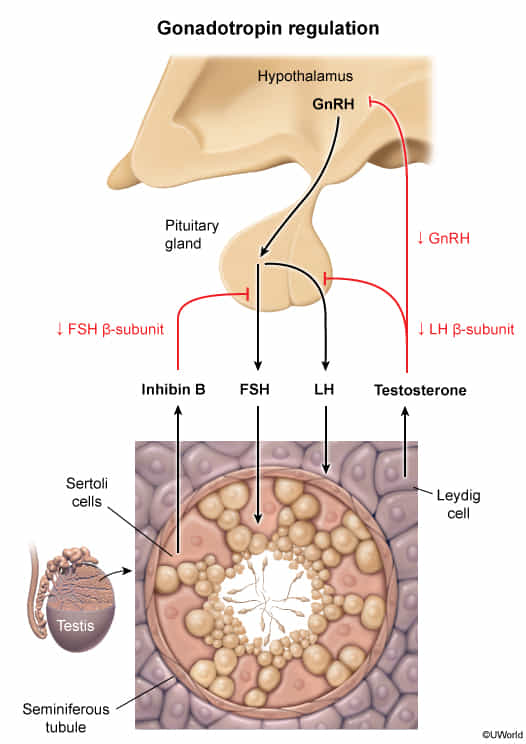 Gonadotropin regulation
Hypothalamus
GnRH
Pituitary
gland
↓ GnRH
↓ FSH β-subunit
↓ LH β-subunit
Inhibin B
FSH
LH
Testosterone
Sertoli
cells
Leydig
cell
Testis
Seminiferous
tubule
©UWorld